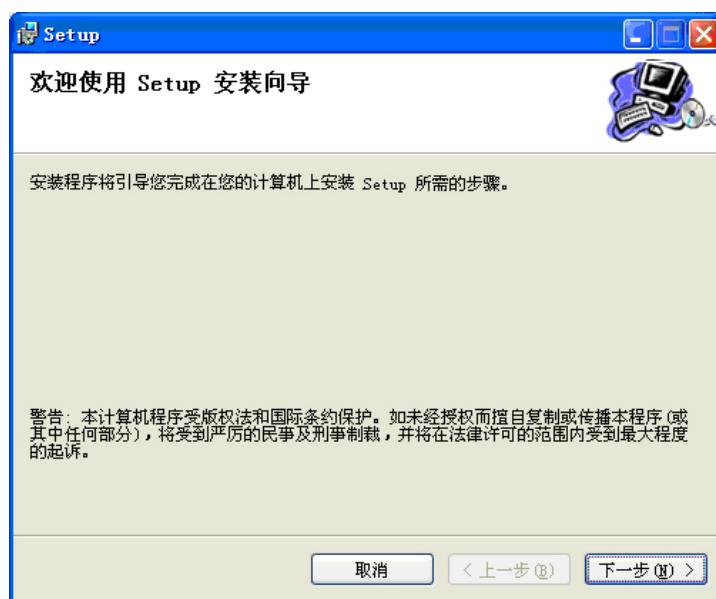 Setup
欢迎使用 Setup 安装向导
安装程序将引导您完成在您的计算机上安装 Setup 所需的步骤。
警告: 本计算机程序受版权法和国际条约保护。如未经授权而擅自复制或传播本程序(或
其中任何部分),将受到严厉的民事及刑事制裁,并将在法律许可的范围内受到最大程度
的起诉。
取消
< 上一步(B)
下一步(N) >